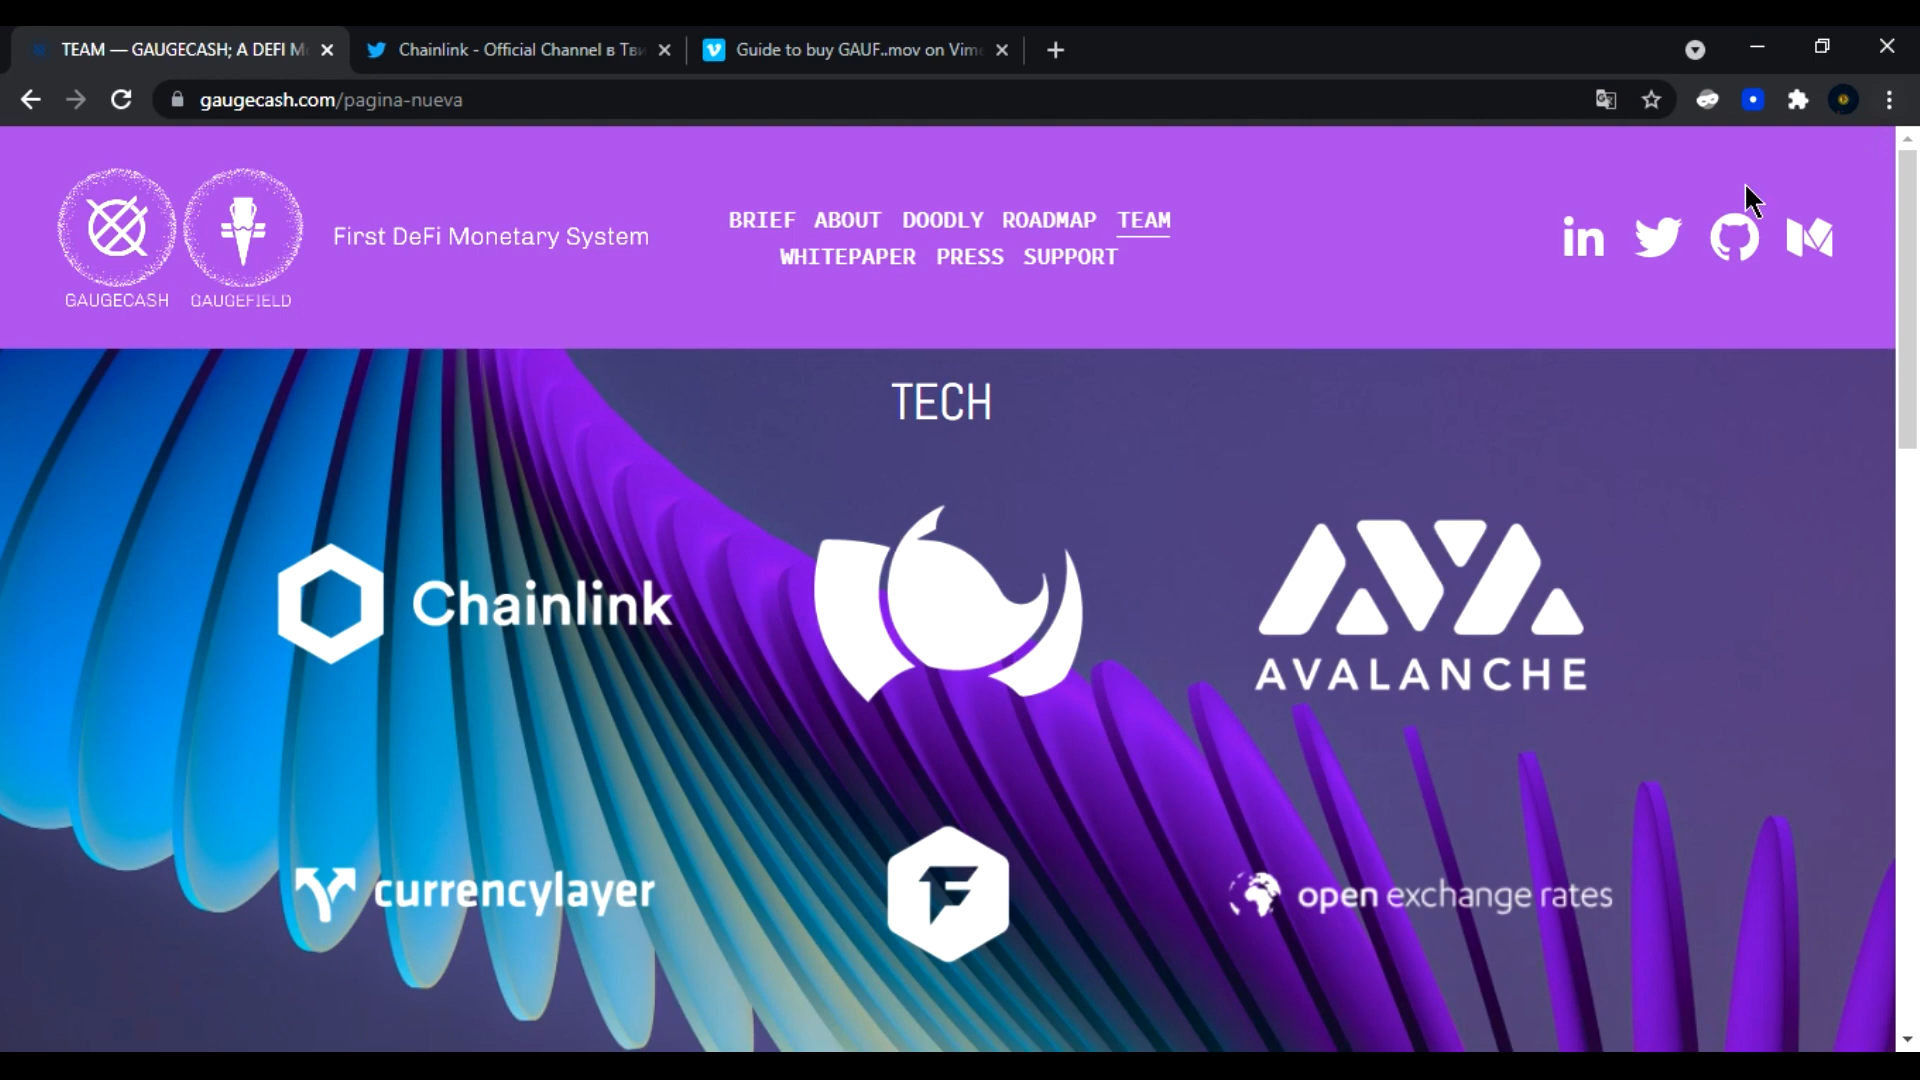 TEAM — GAUGECASH; A DEFI M
Chainlink - Official Channel в Тви
Guide to buy GAUF..mov on Vim
gaugecash.com/pagina-nueva
BRIEF ABOUT DOODLY ROADMAP TEAM
First DeFi Monetary System
WHITEPAPER PRESS SUPPORT
GAUGECASH GAUGEFIELD
TECH
Chainlink
AVALANCHE
currencylayer
open exchange rates